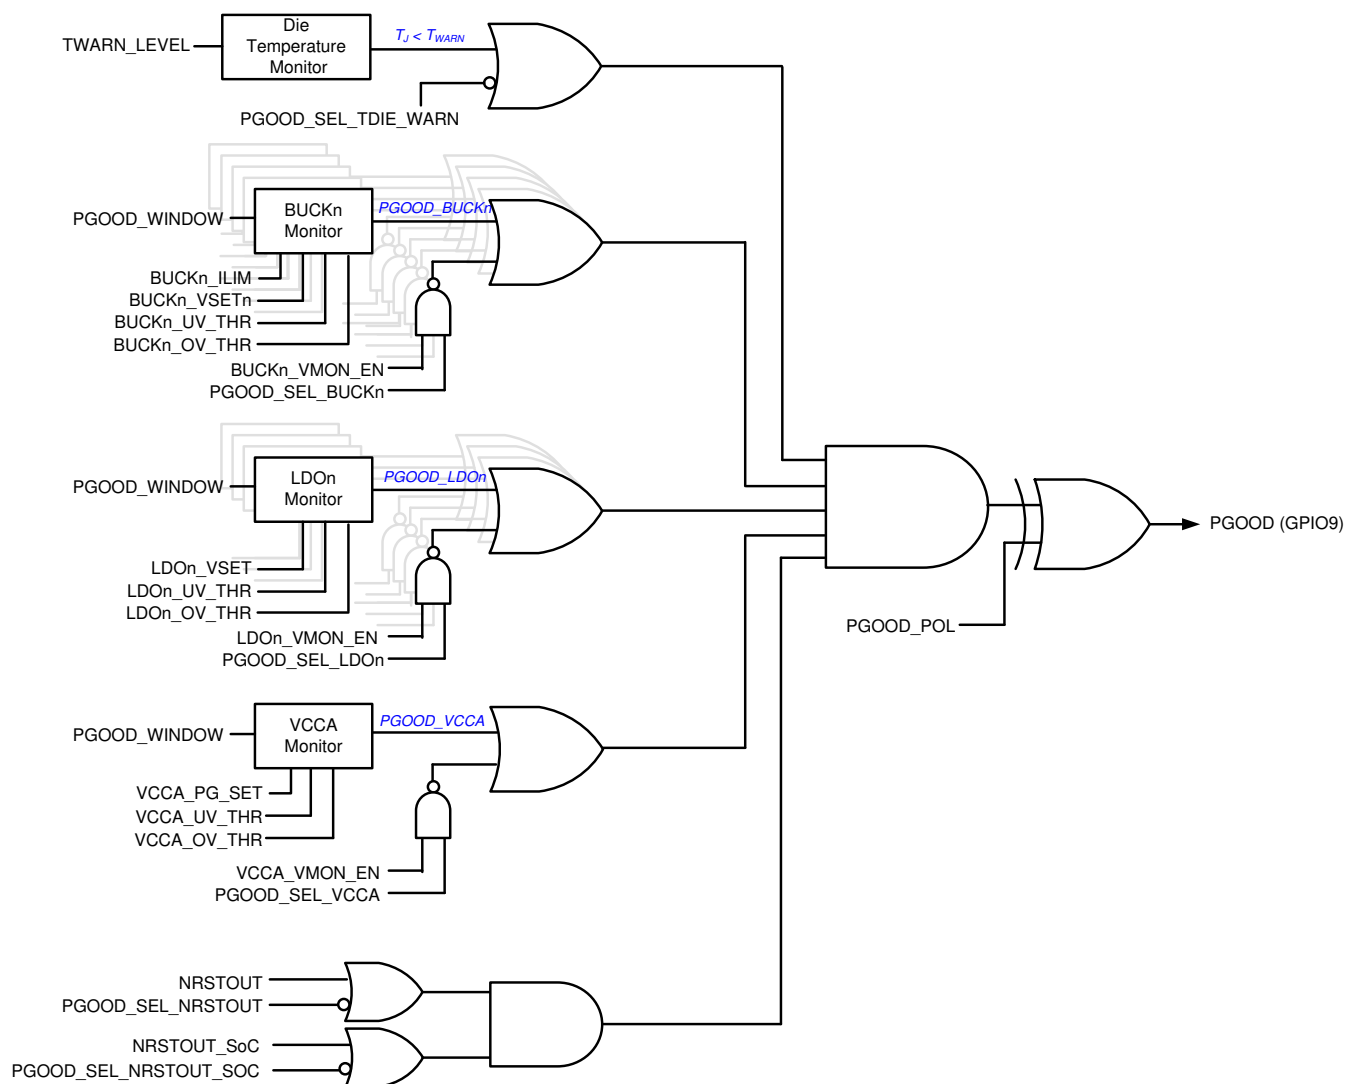 Die
Temperature
Monitor
TWARN_LEVEL
TJ < TWARN
PGOOD_SEL_TDIE_WARN
PGOOD_WINDOW
BUCKn
Monitor
PGOOD_BUCKn
BUCKn_ILIM
BUCKn_VSETn
BUCKn_UV_THR
BUCKn_OV_THR
BUCKn_VMON_EN
PGOOD_SEL_BUCKn
PGOOD_WINDOW
LDOn
Monitor
PGOOD_LDOn
LDOn_VSET
LDOn_UV_THR
LDOn_OV_THR
LDOn_VMON_EN
PGOOD_SEL_LDOn
PGOOD (GPIO9)
PGOOD_POL
PGOOD_WINDOW
VCCA
Monitor
PGOOD_VCCA
VCCA_PG_SET
VCCA_UV_THR
VCCA_OV_THR
VCCA_VMON_EN
PGOOD_SEL_VCCA
NRSTOUT
PGOOD_SEL_NRSTOUT
NRSTOUT_SoC
PGOOD_SEL_NRSTOUT_SOC